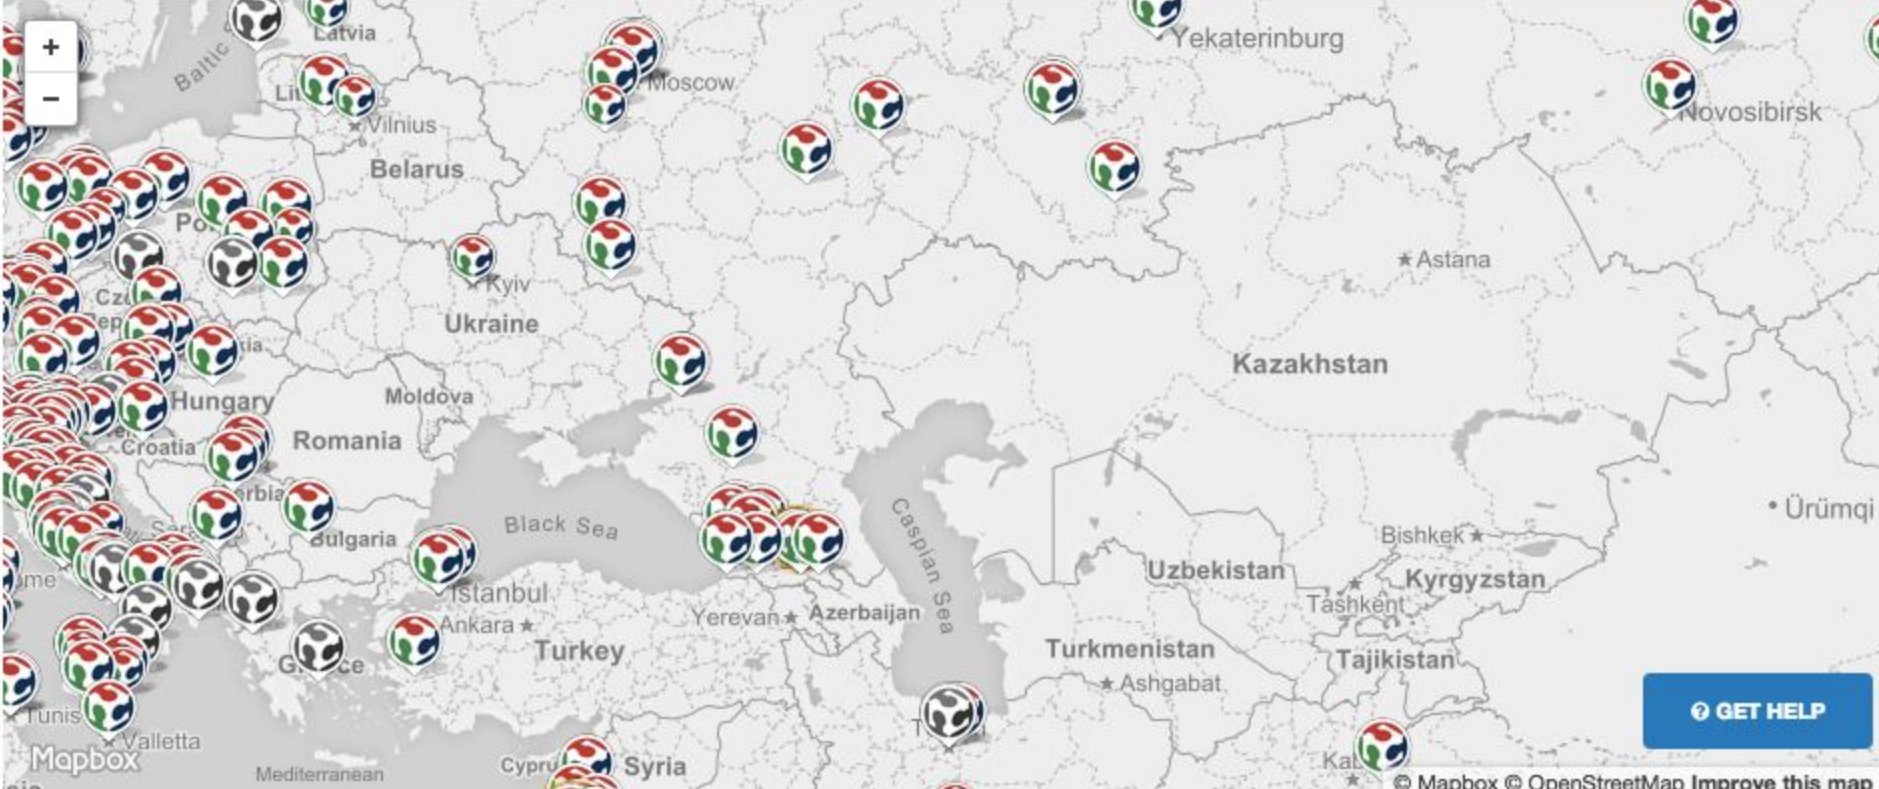 +
−
Latvia
Baltic
Yekaterinburg
Moscow
Novosibirsk
Vilnius
Belarus
Astana
Kyiv
Ukraine
Kazakhstan
Moldova
Hungary
Romania
Croatia
Ürümqi
Black Sea
Caspian Sea
Bishkek
Bulgaria
Uzbekistan
Kyrgyzstan
Istanbul
Tashkent
Yerevan
Azerbaijan
Ankara
Turkey
Turkmenistan
Tajikistan
Ashgabat
Tunis
GET HELP
Valletta
Mapbox
Syria
Mediterranean
© Mapbox © OpenStreetMap Improve this map